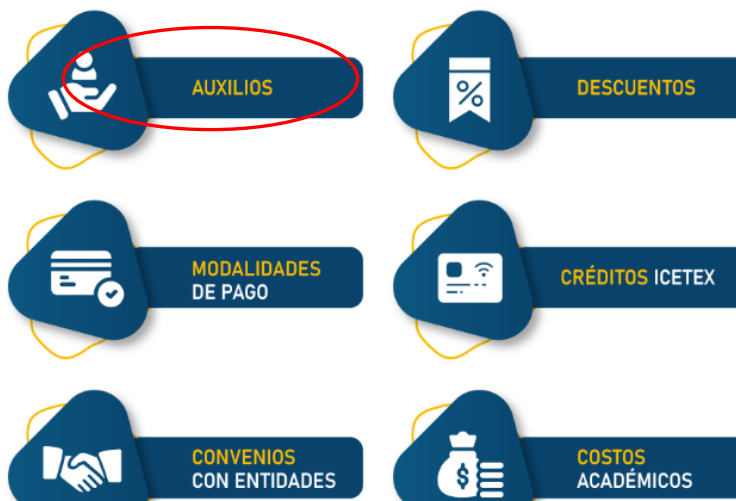 AUXILIOS
DESCUENTOS
MODALIDADES
DE PAGO
CRÉDITOS ICETEX
CONVENIOS
CON ENTIDADES
COSTOS
ACADÉMICOS